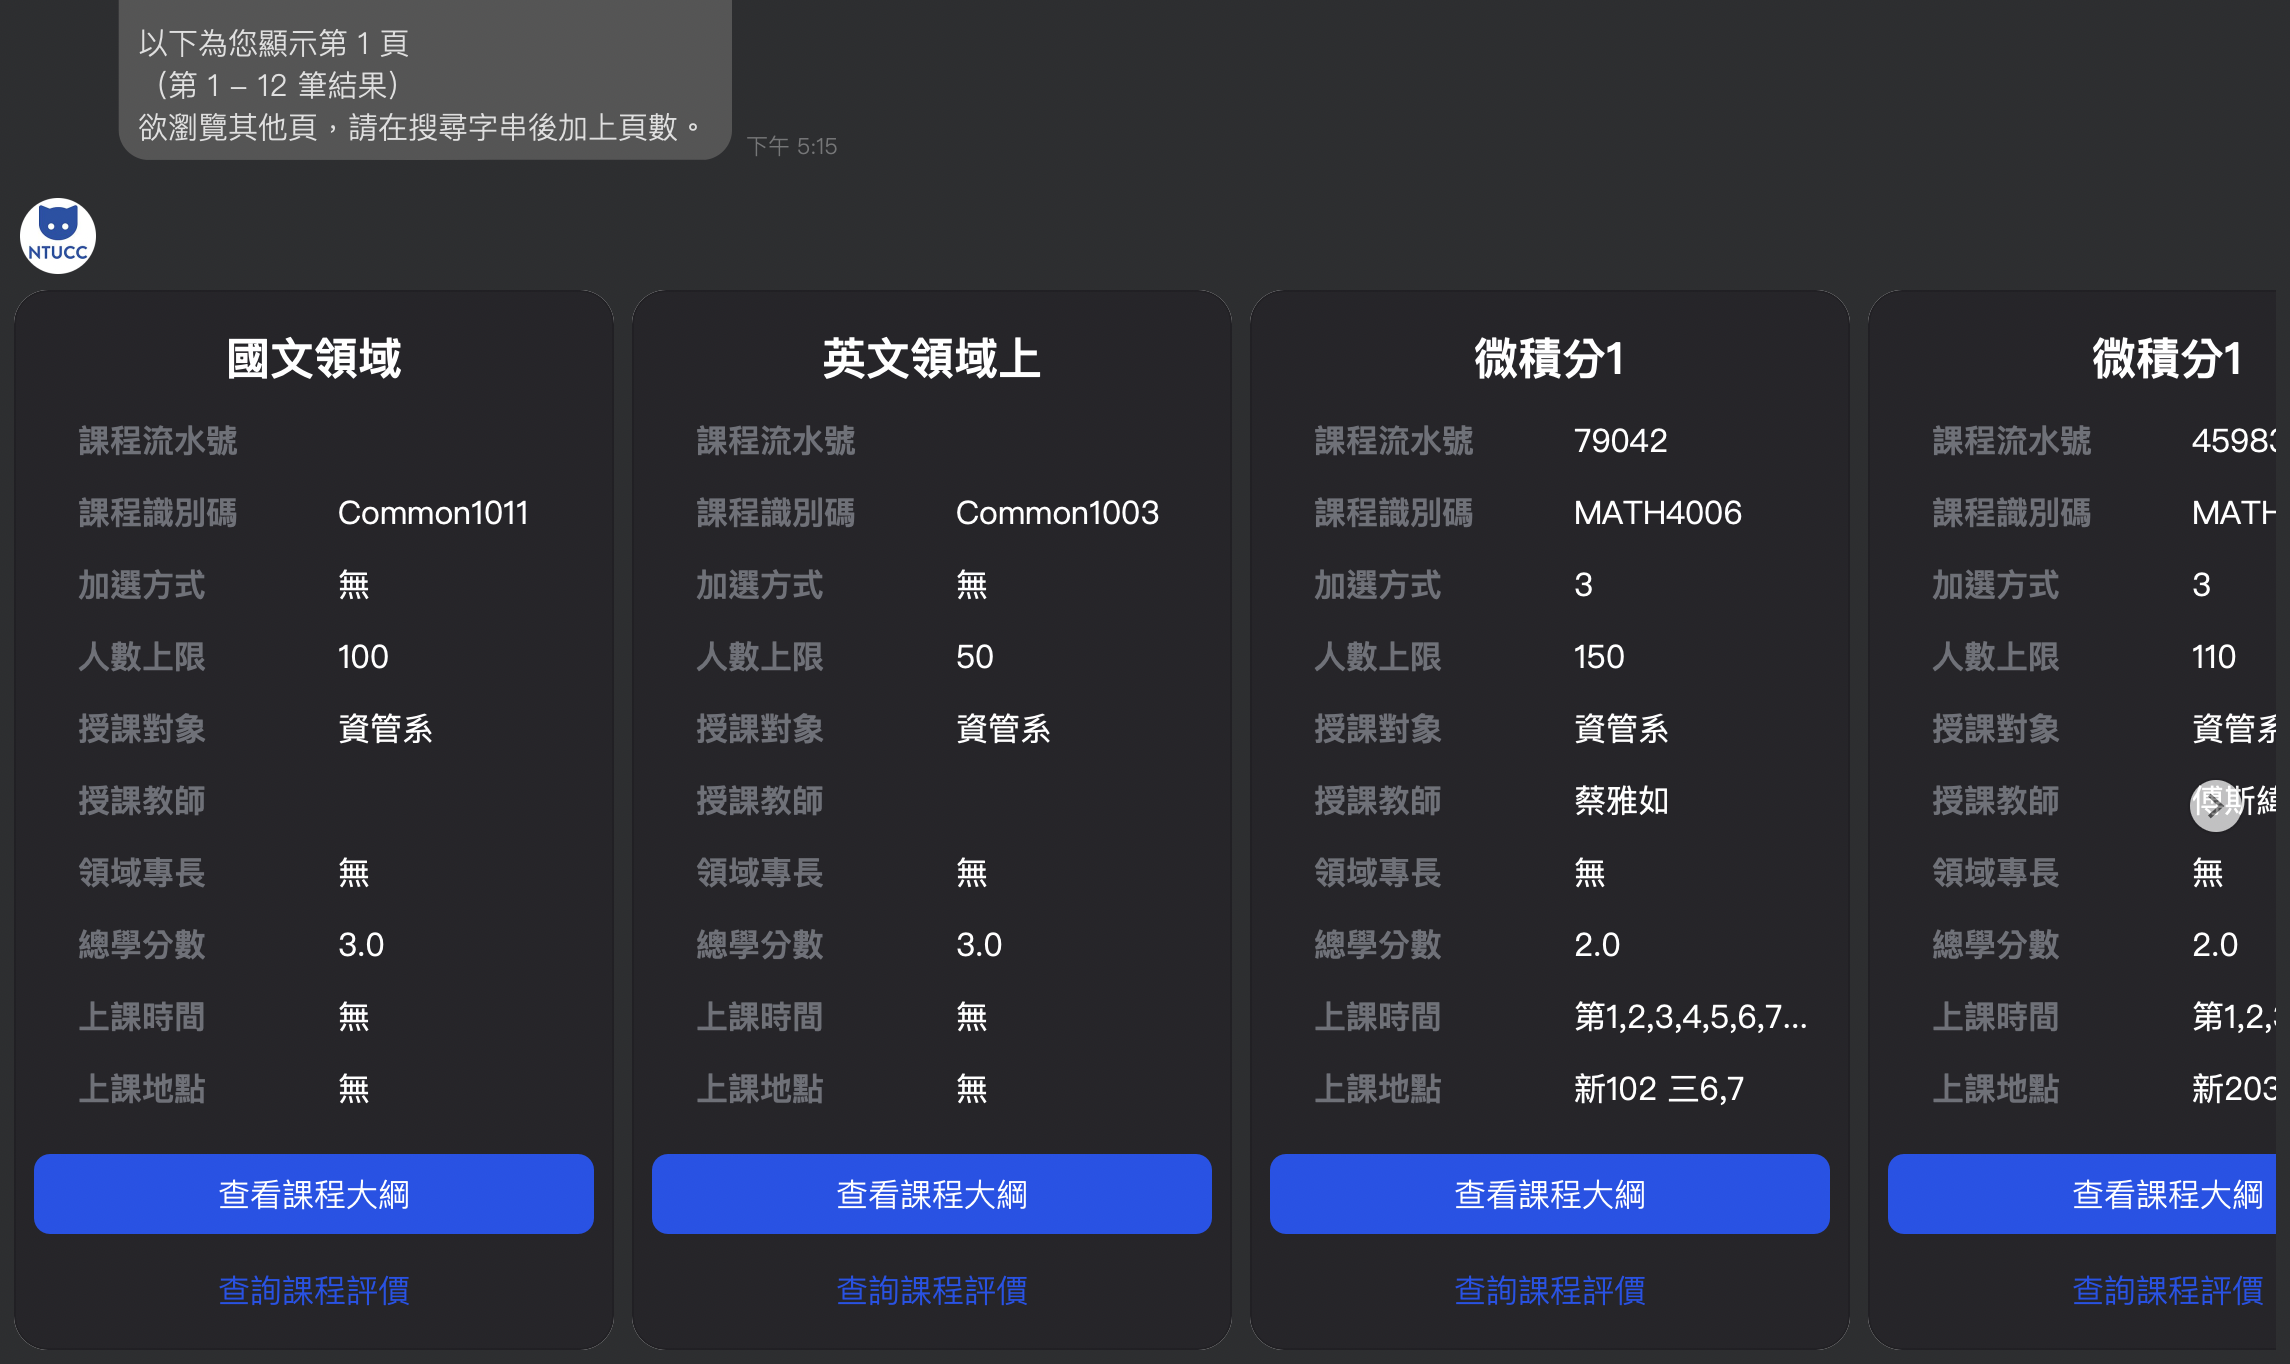 以下為您顯示第 1 頁
（第 1 – 12 筆結果）
欲瀏覽其他頁，請在搜尋字串後加上頁數。
下午 5:15
NTUCC
國文領域
課程流水號
課程識別碼 Common1011
加選方式 無
人數上限 100
授課對象 資管系
授課教師
領域專長 無
總學分數 3.0
上課時間 無
上課地點 無
查看課程大綱
查詢課程評價
英文領域上
課程流水號
課程識別碼 Common1003
加選方式 無
人數上限 50
授課對象 資管系
授課教師
領域專長 無
總學分數 3.0
上課時間 無
上課地點 無
查看課程大綱
查詢課程評價
微積分1
課程流水號 79042
課程識別碼 MATH4006
加選方式 3
人數上限 150
授課對象 資管系
授課教師 蔡雅如
領域專長 無
總學分數 2.0
上課時間 第1,2,3,4,5,6,7...
上課地點 新102 三6,7
查看課程大綱
查詢課程評價
微積分1
課程流水號 45983
課程識別碼 MATH
加選方式 3
人數上限 110
授課對象 資管系
授課教師 傅斯緯
領域專長 無
總學分數 2.0
上課時間 第1,2,3
上課地點 新203
查看課程大綱
查詢課程評價